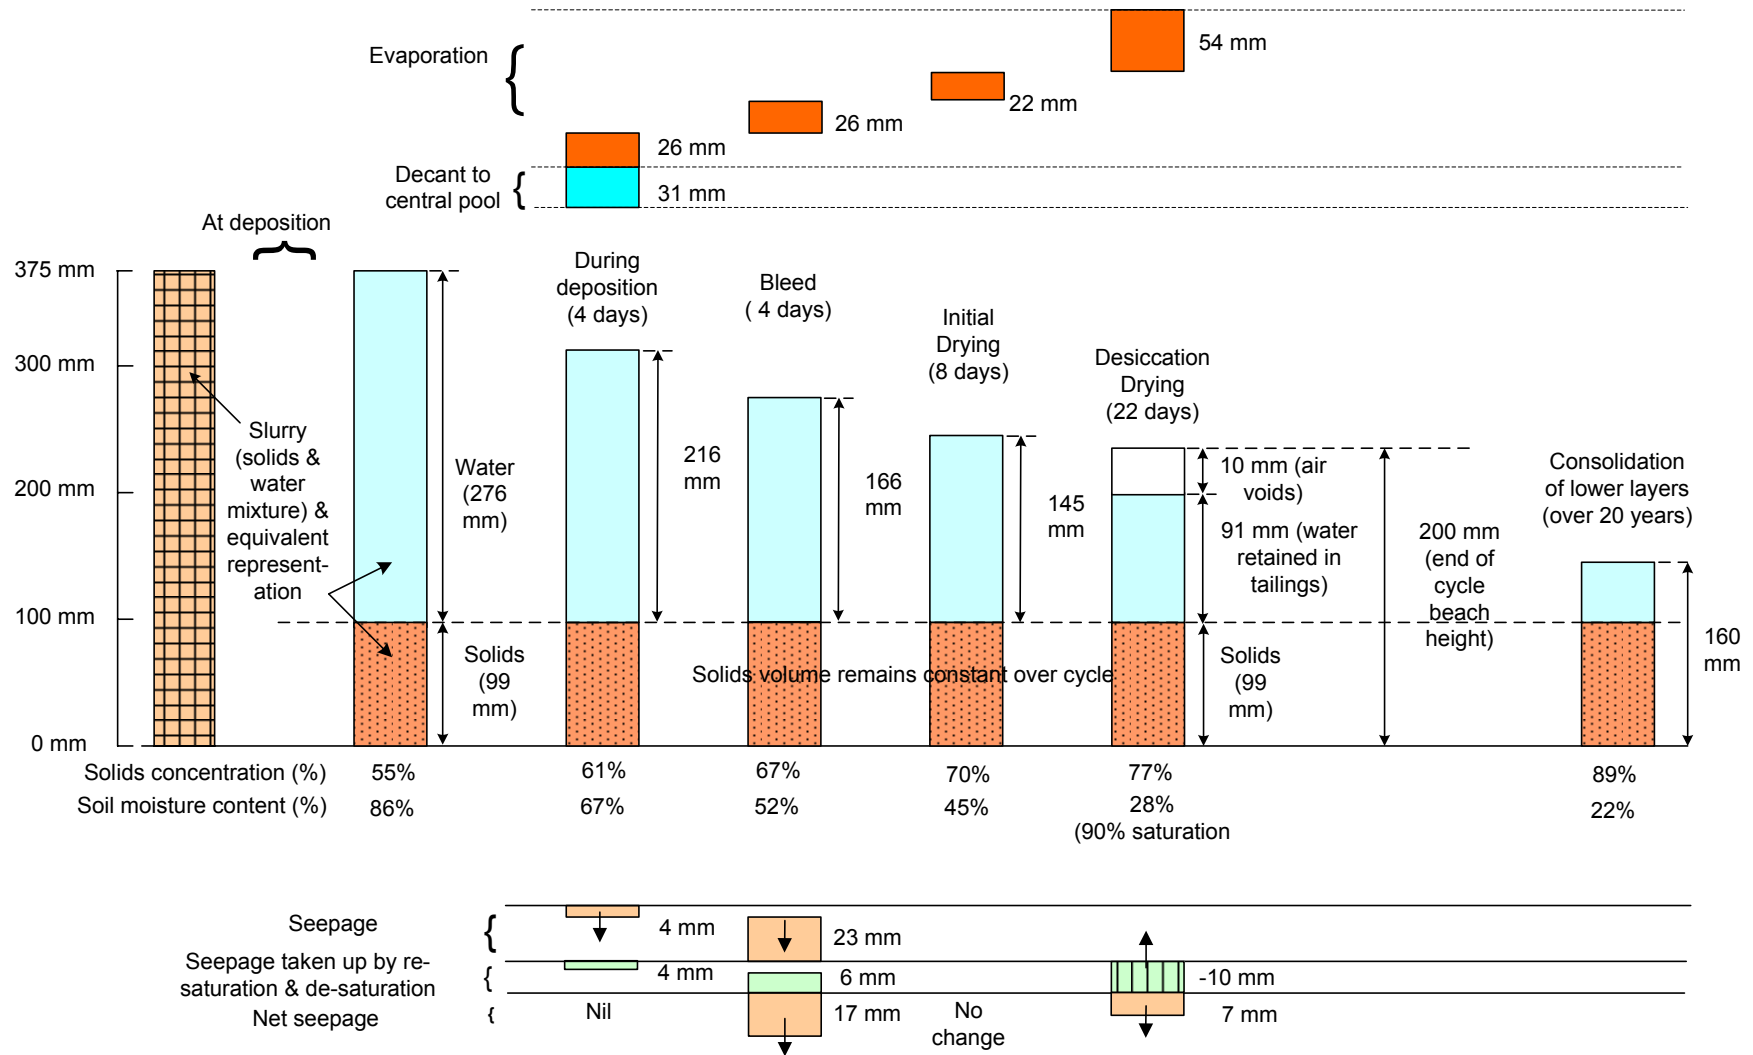 Evaporation
54 mm
22 mm
26 mm
26 mm
Decant to
central pool
31 mm
At deposition
375 mm
300 mm
200 mm
100 mm
0 mm
Slurry
(solids &
water
mixture) &
equivalent
represent-
ation
Water
(276
mm)
Solids
(99
mm)
During
deposition
(4 days)
216
mm
Bleed
( 4 days)
166
mm
Initial
Drying
(8 days)
145
mm
Desiccation
Drying
(22 days)
10 mm (air
voids)
91 mm (water
retained in
tailings)
Solids
(99
mm)
200 mm
(end of
cycle
beach
height)
Consolidation
of lower layers
(over 20 years)
160
mm
Solids volume remains constant over cycle
Solids concentration (%) 55% 61% 67% 70% 77% 89%
Soil moisture content (%) 86% 67% 52% 45% 28% 22%
(90% saturation
Seepage
4 mm
23 mm
Seepage taken up by re-
saturation & de-saturation
4 mm
6 mm
-10 mm
Net seepage
Nil
17 mm
No
change
7 mm